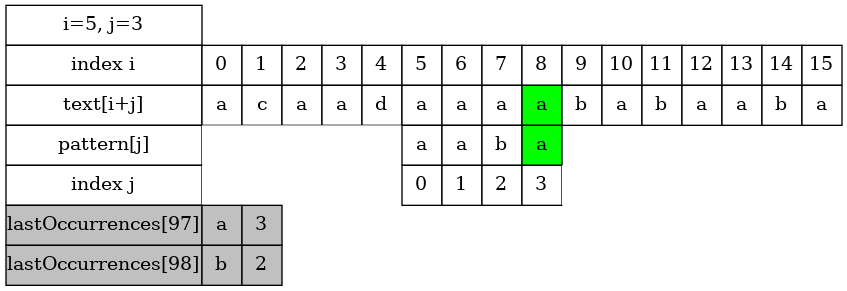 i=5, j=3
index i 0 1 2 3 4 5 6 7 8 9 10 11 12 13 14 15
text[i+j] a c a a d a a a a b a b a a b a
pattern[j] a a b a
index j 0 1 2 3
lastOccurrences[97] a 3
lastOccurrences[98] b 2